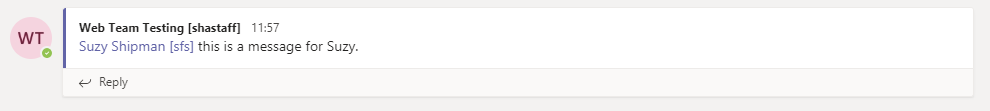 WT
Web Team Testing [shastaff] 11:57
Suzy Shipman [sfs] this is a message for Suzy.
Reply